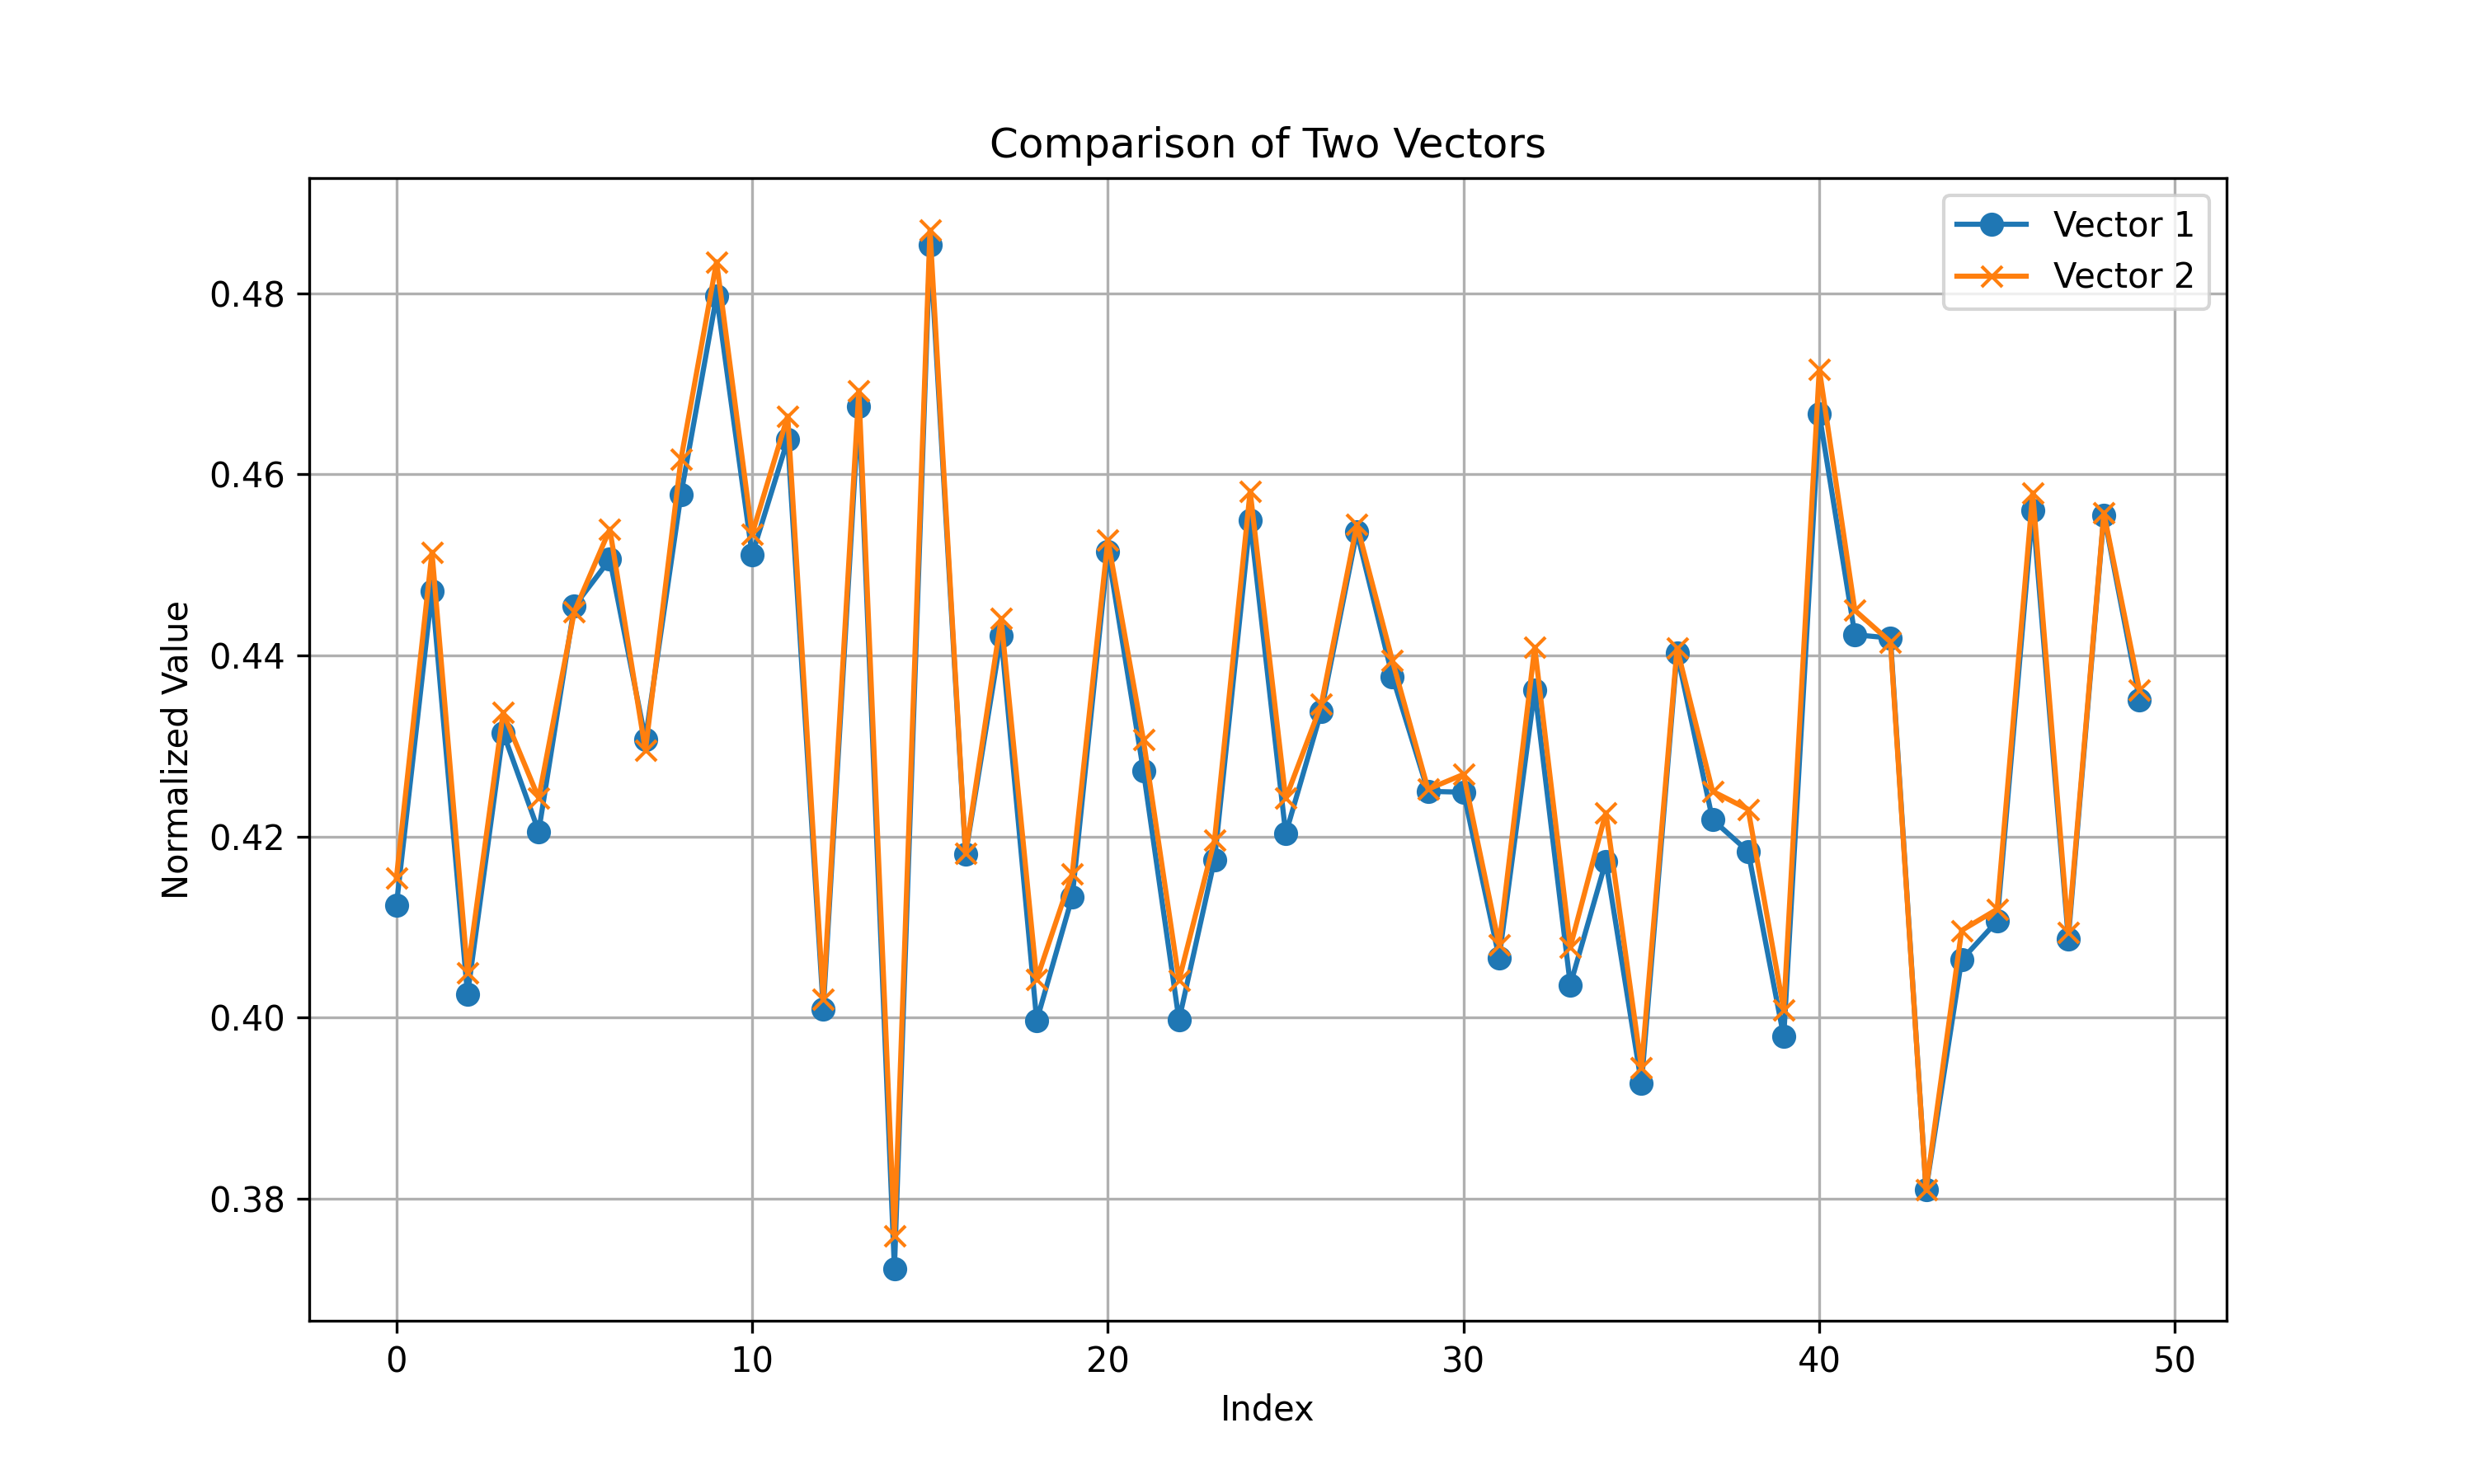 Comparison of Two Vectors
Vector 1
Vector 2
Normalized Value
0.48
0.46
0.44
0.42
0.40
0.38
0 10 20 30 40 50
Index